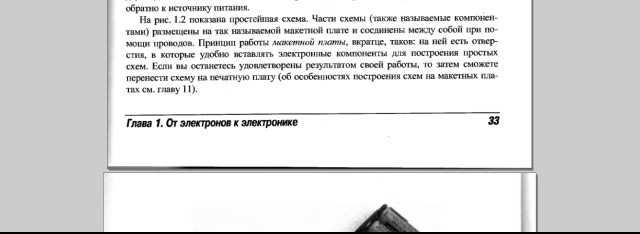 обратно к источнику питания.
На рис. 1.2 показана простейшая схема. Части схемы (также называемые компонен-
тами) размещены на так называемой макетной плате и соединены между собой при по-
мощи проводов. Принцип работы макетной платы, вкратце, таков: на ней есть отвер-
стия, в которые удобно вставлять электронные компоненты для построения простых
схем. Если вы останетесь удовлетворены результатом своей работы, то затем сможете
перенести схему на печатную плату (об особенностях построения схем на макетных пла-
тах см. главу 11).
Глава 1. От электронов к электронике 33